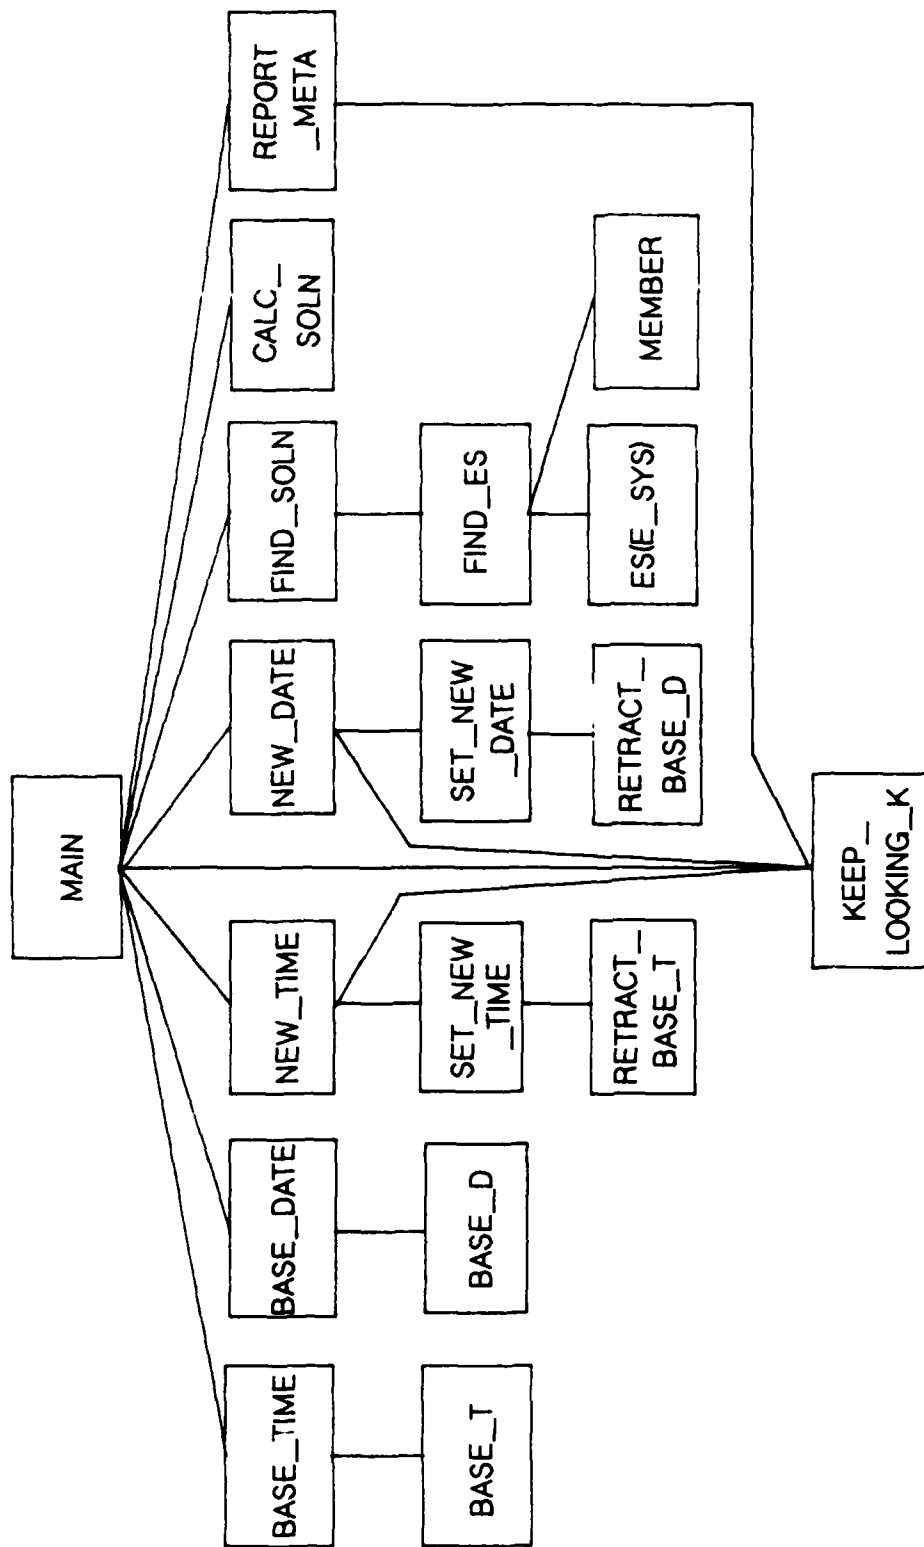 MAIN
BASE_TIME
BASE_DATE
NEW_TIME
NEW_DATE
FIND_SOLN
CALC_
SOLN
REPORT
_META
BASE_T
BASE_D
SET_NEW
_TIME
SET_NEW
_DATE
FIND_ES
RETRACT_
BASE_T
RETRACT_
BASE_D
ES(E_SYS)
MEMBER
KEEP_
LOOKING_K